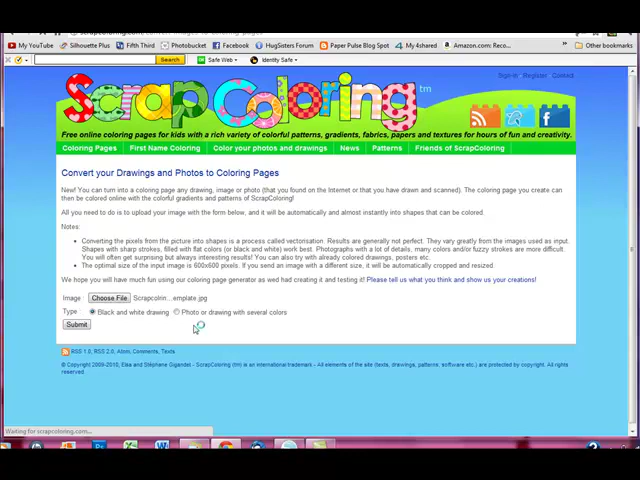 scrapcoloring.com/convert-images-to-coloring-pages
My YouTube Silhouette Plus Fifth Third Photobucket Facebook HugSisters Forum Paper Pulse Blog Spot My 4shared Amazon.com: Reco... » Other bookmarks
Search Safe Web Identity Safe
ScrapColoring tm
Sign-in Register Contact
Free online coloring pages for kids with a rich variety of colorful patterns, gradients, fabrics, papers and textures for hours of fun and creativity.
Coloring Pages First Name Coloring Color your photos and drawings News Patterns Friends of ScrapColoring
Convert your Drawings and Photos to Coloring Pages
New! You can turn into a coloring page any drawing, image or photo (that you found on the Internet or that you have drawn and scanned). The coloring page you create can
then be colored online with the colorful gradients and patterns of ScrapColoring!
All you need to do is to upload your image with the form below, and it will be automatically and almost instantly into shapes that can be colored.
Notes:
• Converting the pixels from the picture into shapes is a process called vectorisation. Results are generally not perfect. They vary greatly from the images used as input.
Shapes with sharp strokes, filled with flat colors (or black and white) work best. Photographs with a lot of details, many colors and/or fuzzy strokes are more difficult.
You will often get surprising but always interesting results! You can also try with already colored drawings, posters etc.
• The optimal size of the input image is 600x600 pixels. If you send an image with a different size, it will be automatically cropped and resized.
We hope you will have much fun using our coloring page generator as wed had creating it and testing it! Please tell us what you think and show us your creations!
Image : Choose File Scrapcolrin...emplate.jpg
Type : Black and white drawing Photo or drawing with several colors
Submit
RSS 1.0, RSS 2.0, Atom, Comments, Texts
© Copyright 2009-2010, Elsa and Stéphane Gigandet - ScrapColoring (tm) is an international trademark - All elements of the site (texts, drawings, patterns, software etc.) are protected by copyright. All rights
reserved.
Waiting for scrapcoloring.com...